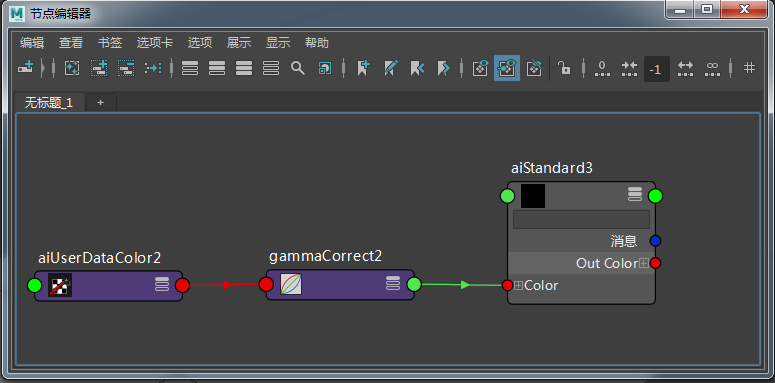 节点编辑器
编辑 查看 书签 选项卡 选项 展示 显示 帮助
0 -1 ∞
无标题_1 +
aiStandard3
消息
aiUserDataColor2 gammaCorrect2
Out Color
Color